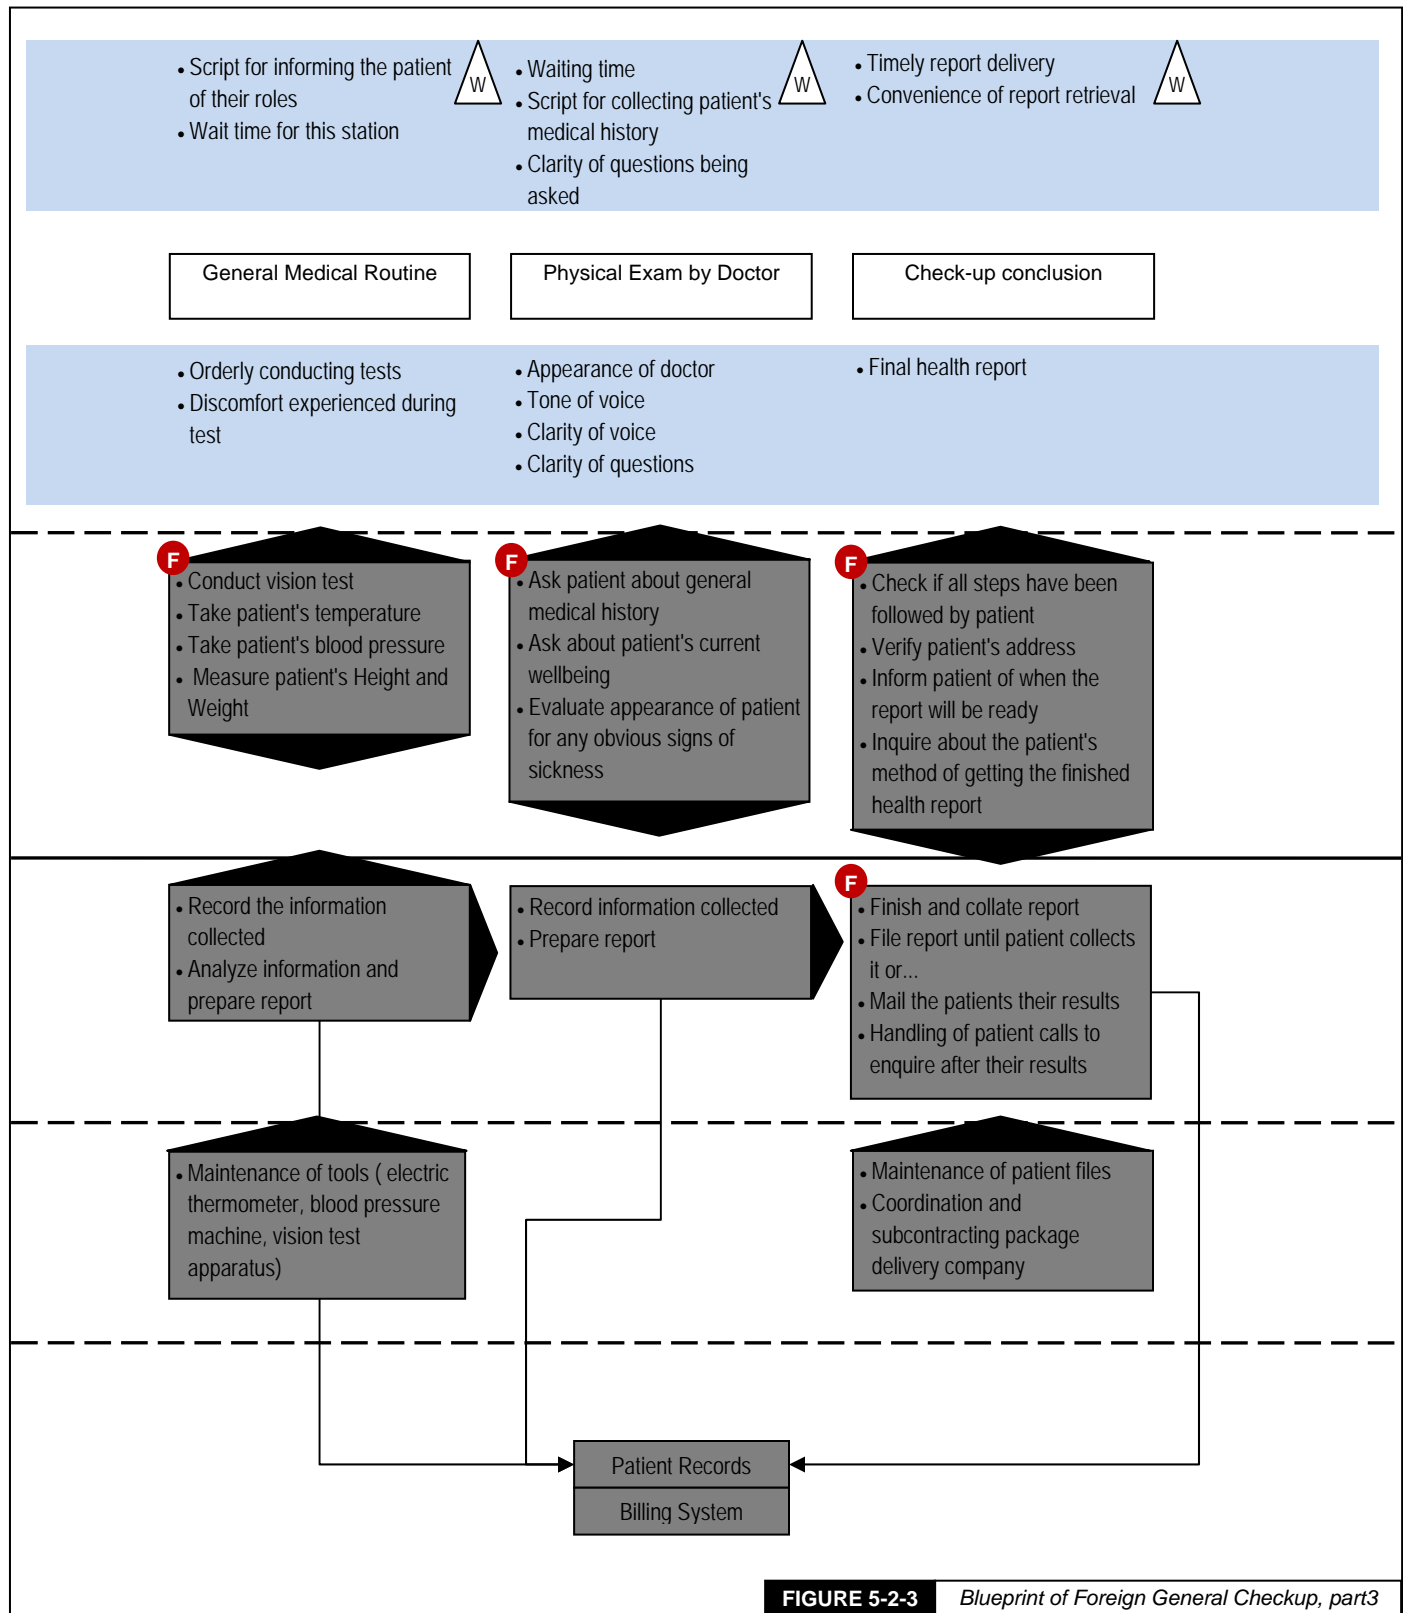 • Script for informing the patient
of their roles
• Wait time for this station
W
• Waiting time
• Script for collecting patient's
medical history
• Clarity of questions being
asked
W
• Timely report delivery
• Convenience of report retrieval
W
General Medical Routine
Physical Exam by Doctor
Check-up conclusion
• Orderly conducting tests
• Discomfort experienced during
test
• Appearance of doctor
• Tone of voice
• Clarity of voice
• Clarity of questions
• Final health report
F
• Conduct vision test
• Take patient's temperature
• Take patient's blood pressure
• Measure patient's Height and
Weight
F
• Ask patient about general
medical history
• Ask about patient's current
wellbeing
• Evaluate appearance of patient
for any obvious signs of
sickness
F
• Check if all steps have been
followed by patient
• Verify patient's address
• Inform patient of when the
report will be ready
• Inquire about the patient's
method of getting the finished
health report
• Record the information
collected
• Analyze information and
prepare report
• Record information collected
• Prepare report
F
• Finish and collate report
• File report until patient collects
it or...
• Mail the patients their results
• Handling of patient calls to
enquire after their results
• Maintenance of tools ( electric
thermometer, blood pressure
machine, vision test
apparatus)
• Maintenance of patient files
• Coordination and
subcontracting package
delivery company
Patient Records
Billing System
FIGURE 5-2-3 Blueprint of Foreign General Checkup, part3